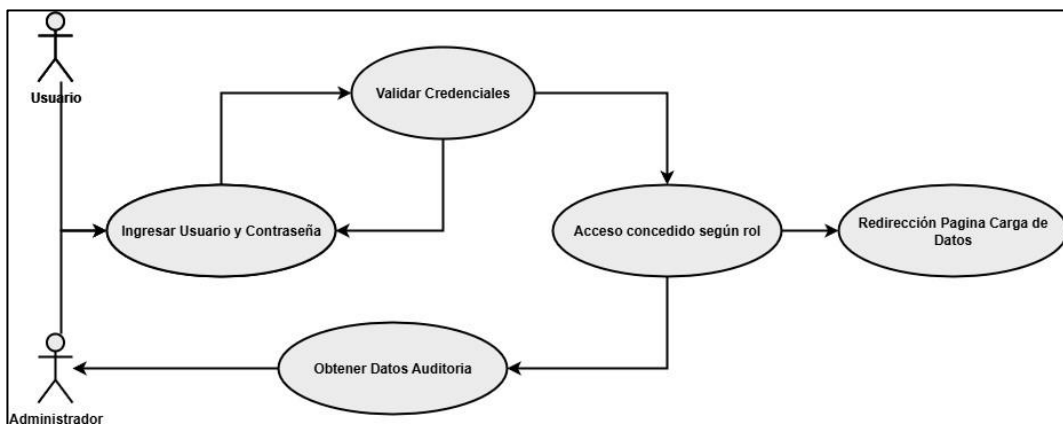 Usuario
Validar Credenciales
Ingresar Usuario y Contraseña
Acceso concedido según rol
Redirección Pagina Carga de
Datos
Obtener Datos Auditoria
Administrador